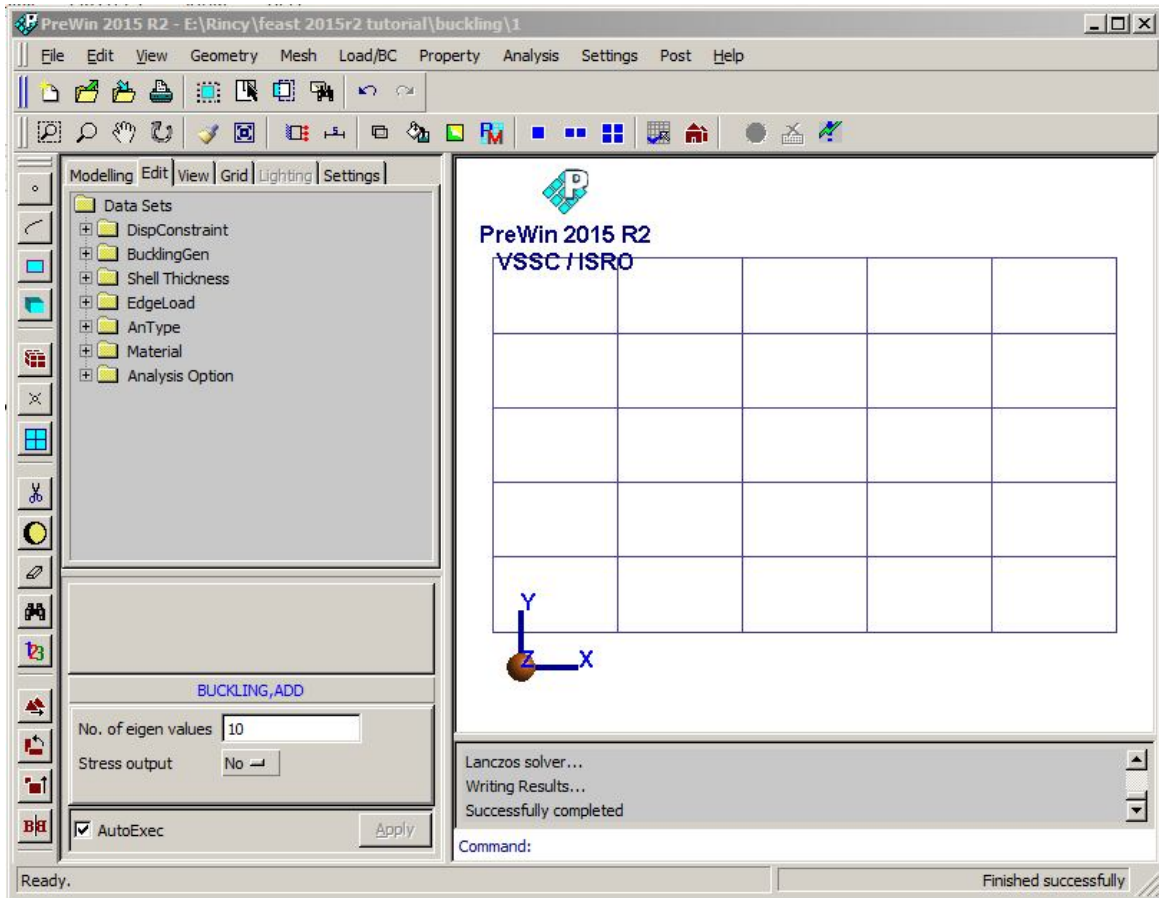 PreWin 2015 R2 - E:\Rincy\feast 2015r2 tutorial\buckling\1
File Edit View Geometry Mesh Load/BC Property Analysis Settings Post Help
Modelling Edit View Grid Lighting Settings
Data Sets
DispConstraint
BucklingGen
Shell Thickness
EdgeLoad
AnType
Material
Analysis Option
BUCKLING,ADD
No. of eigen values 10
Stress output No
AutoExec Apply
PreWin 2015 R2
VSSC / ISRO
Y
Z X
Lanczos solver...
Writing Results...
Successfully completed
Command:
Ready. Finished successfully